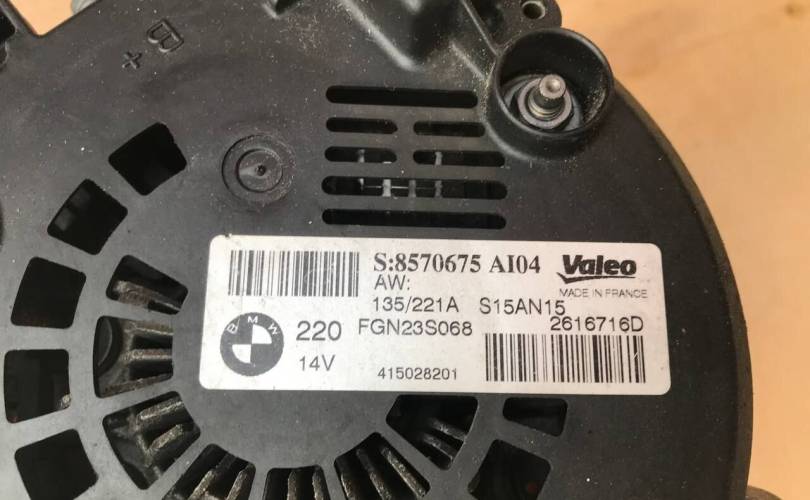 B+
S:8570675 AI04 Valeo
AW:
MADE IN FRANCE
135/221A S15AN15
BMW 220 FGN23S068 2616716D
14V 415028201